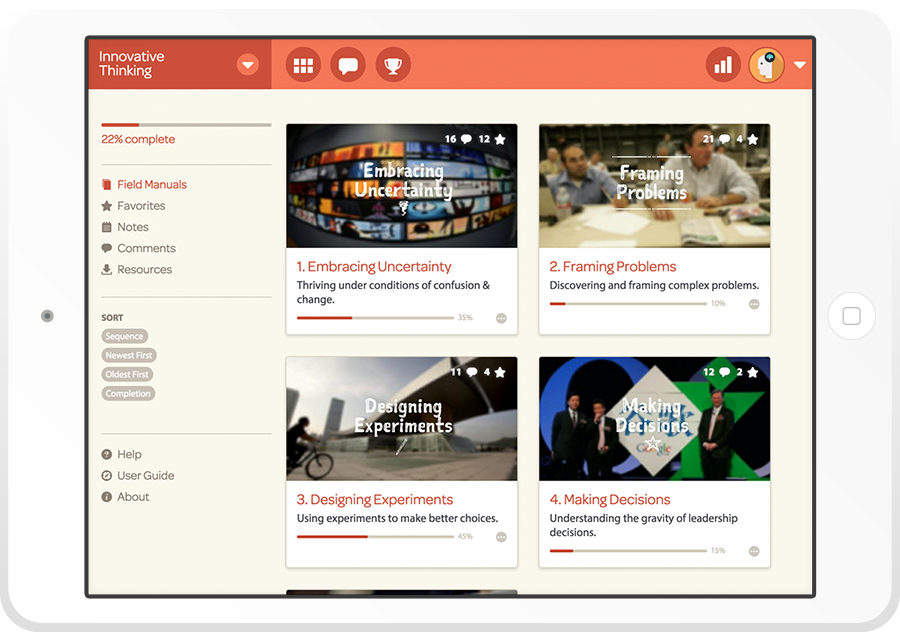 Innovative
Thinking
22% complete
Field Manuals
Favorites
Notes
Comments
Resources
SORT
Sequence
Newest First
Oldest First
Completion
Help
User Guide
About
16 12
Embracing
Uncertainty
1. Embracing Uncertainty
Thriving under conditions of confusion &
change.
35%
21 4
Framing
Problems
2. Framing Problems
Discovering and framing complex problems.
10%
11 4
Designing
Experiments
3. Designing Experiments
Using experiments to make better choices.
45%
12 2
Making
Decisions
Google
4. Making Decisions
Understanding the gravity of leadership
decisions.
15%